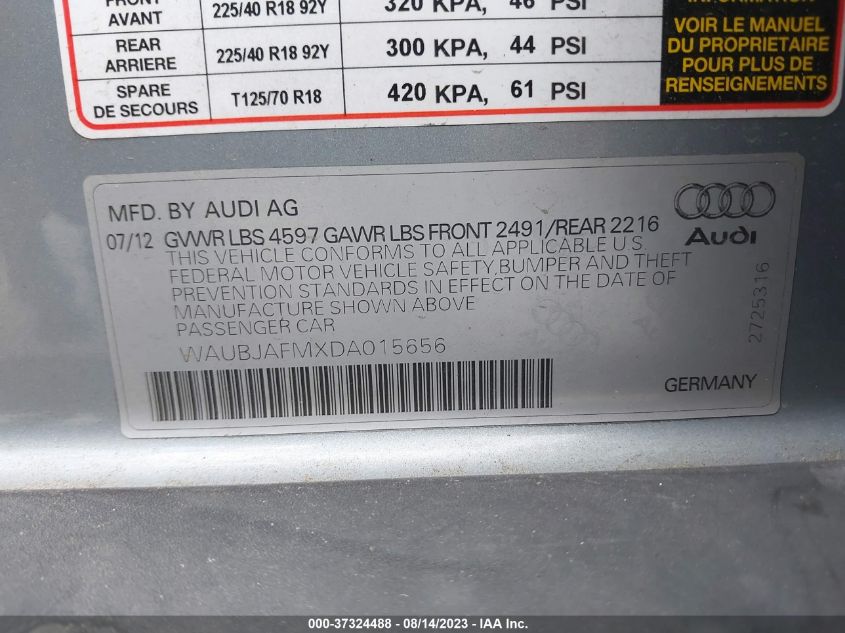 FRONT
AVANT 225/40 R18 92Y 320 KPA, 46 PSI
REAR
ARRIERE 225/40 R18 92Y 300 KPA, 44 PSI
SPARE
DE SECOURS T125/70 R18 420 KPA, 61 PSI
INFORMATION
VOIR LE MANUEL
DU PROPRIETAIRE
POUR PLUS DE
RENSEIGNEMENTS
MFD. BY AUDI AG
07/12 GVWR LBS 4597 GAWR LBS FRONT 2491/REAR 2216
THIS VEHICLE CONFORMS TO ALL APPLICABLE U.S.
FEDERAL MOTOR VEHICLE SAFETY, BUMPER AND THEFT
PREVENTION STANDARDS IN EFFECT ON THE DATE OF
MANUFACTURE SHOWN ABOVE
PASSENGER CAR
WAUBJAFMXDA015656
Audi
2725316
GERMANY
000-37324488 - 08/14/2023 - IAA Inc.